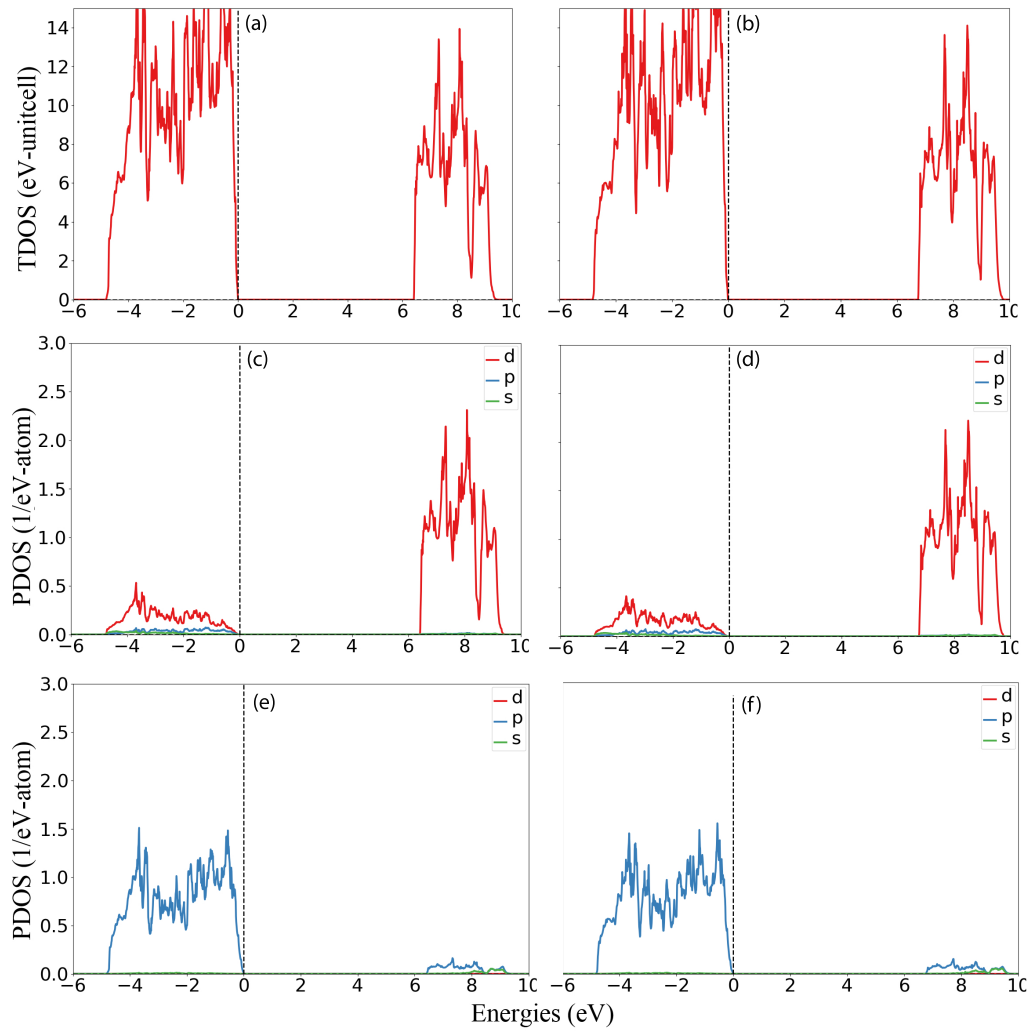 (a)
(b)
TDOS (eV-unitcell)
14
12
10
8
6
4
2
0
−6 −4 −2 0 2 4 6 8 10
−6 −4 −2 0 2 4 6 8 10
(c)
(d)
PDOS (1/eV-atom)
3.0
2.5
2.0
1.5
1.0
0.5
0.0
d
p
s
d
p
s
−6 −4 −2 0 2 4 6 8 10
−6 −4 −2 0 2 4 6 8 10
(e)
(f)
PDOS (1/eV-atom)
3.0
2.5
2.0
1.5
1.0
0.5
0.0
d
p
s
d
p
s
−6 −4 −2 0 2 4 6 8 10
−6 −4 −2 0 2 4 6 8 10
Energies (eV)